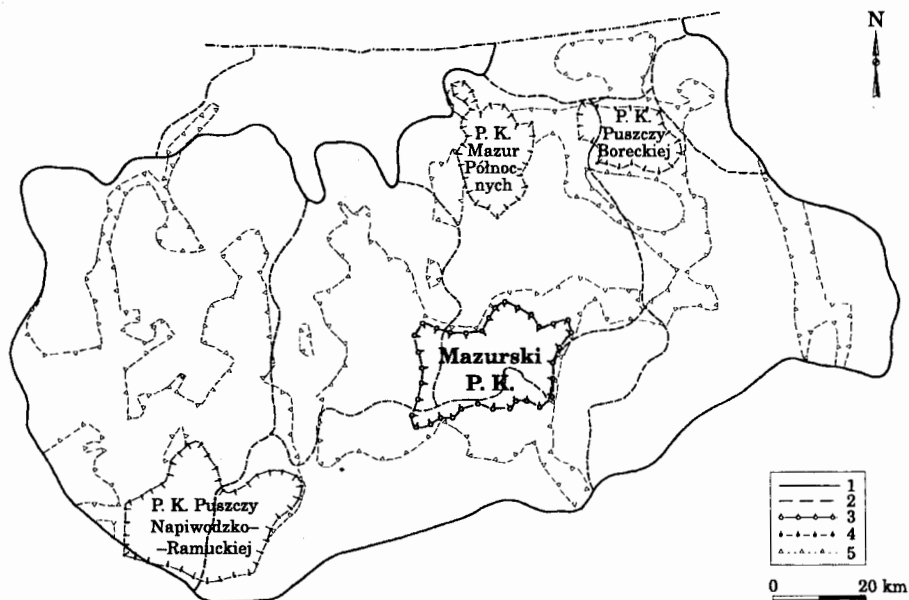 N
P. K.
Mazur
Północ-
nych
P. K.
Puszczy
Boreckiej
Mazurski
P. K.
P. K. Puszczy
Napiwodzko-
-Ramuckiej
1
2
3
4
5
0 20 km